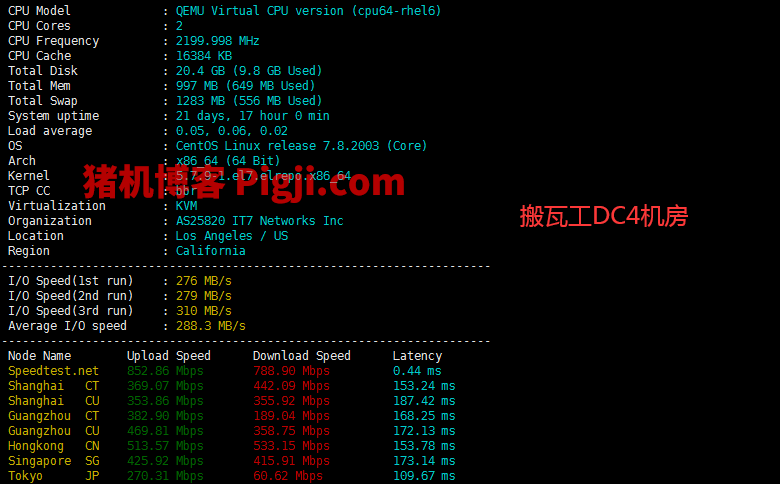 CPU Model : QEMU Virtual CPU version (cpu64-rhel6)
CPU Cores : 2
CPU Frequency : 2199.998 MHz
CPU Cache : 16384 KB
Total Disk : 20.4 GB (9.8 GB Used)
Total Mem : 997 MB (649 MB Used)
Total Swap : 1283 MB (556 MB Used)
System uptime : 21 days, 17 hour 0 min
Load average : 0.05, 0.06, 0.02
OS : CentOS Linux release 7.8.2003 (Core)
Arch : x86_64 (64 Bit)
Kernel : 5.7.9-1.el7.elrepo.x86_64
猪机博客 Pigji.com
TCP CC : bbr
Virtualization : KVM
搬瓦工DC4机房
Organization : AS25820 IT7 Networks Inc
Location : Los Angeles / US
Region : California
----------------------------------------------------------------------
I/O Speed(1st run) : 276 MB/s
I/O Speed(2nd run) : 279 MB/s
I/O Speed(3rd run) : 310 MB/s
Average I/O speed : 288.3 MB/s
----------------------------------------------------------------------
Node Name Upload Speed Download Speed Latency
Speedtest.net 852.86 Mbps 788.90 Mbps 0.44 ms
Shanghai CT 369.07 Mbps 442.09 Mbps 153.24 ms
Shanghai CU 353.86 Mbps 355.92 Mbps 187.42 ms
Guangzhou CT 382.90 Mbps 189.04 Mbps 168.25 ms
Guangzhou CU 469.81 Mbps 358.75 Mbps 172.13 ms
Hongkong CN 513.57 Mbps 533.15 Mbps 153.78 ms
Singapore SG 425.92 Mbps 415.91 Mbps 173.14 ms
Tokyo JP 270.31 Mbps 60.62 Mbps 109.67 ms